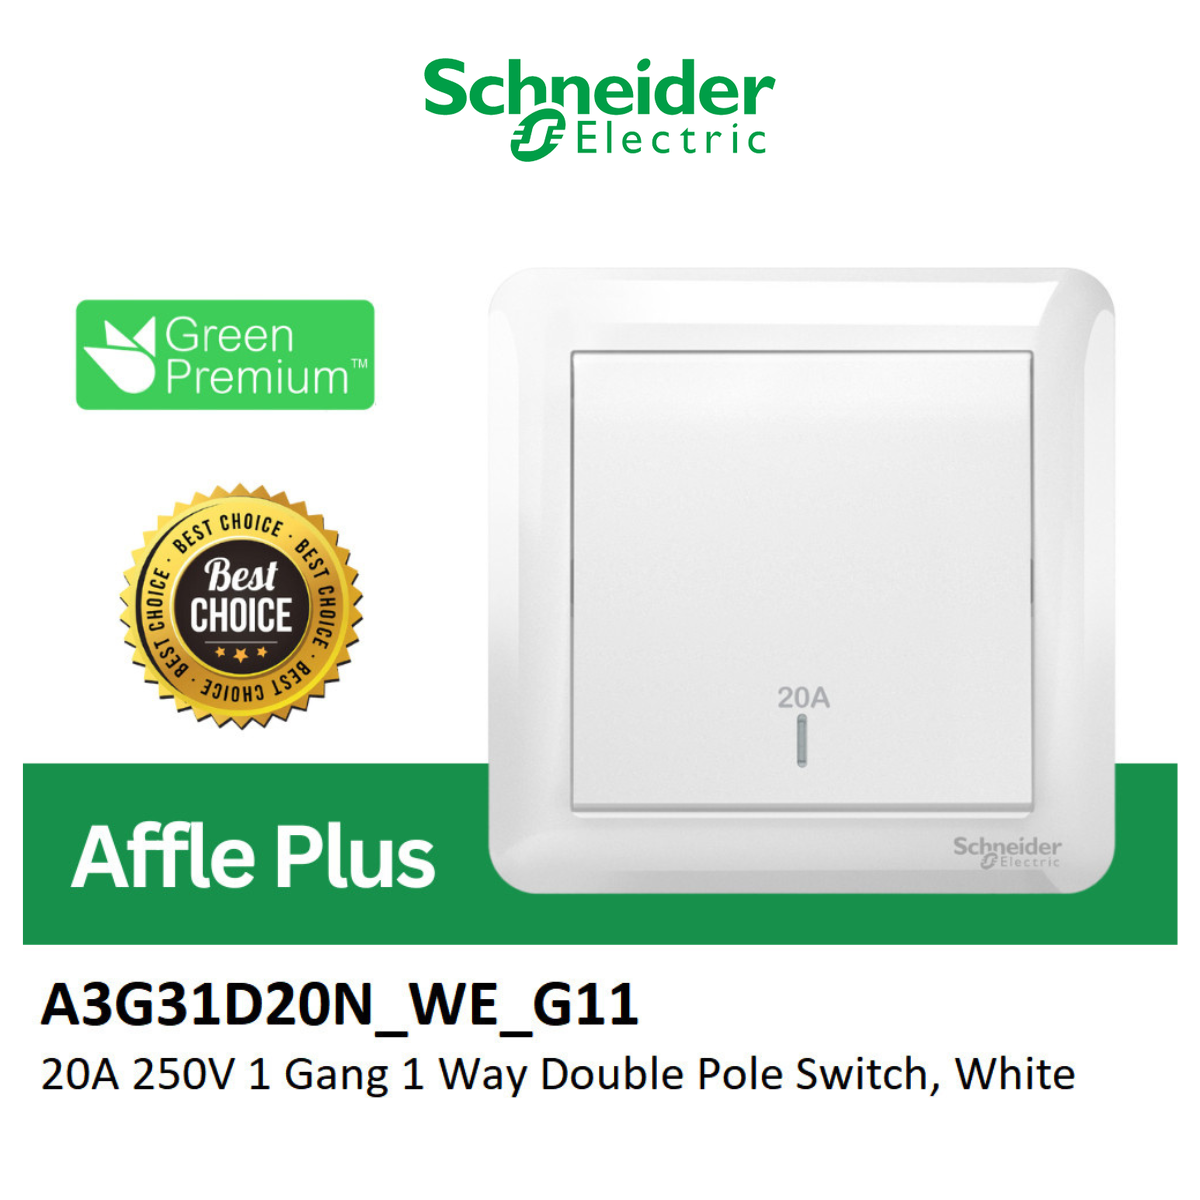 Schneider
Electric
Green
Premium™
BEST CHOICE · BEST CHOICE · BEST CHOICE · BEST CHOICE ·
Best
CHOICE
20A
Affle Plus
Schneider
Electric
A3G31D20N_WE_G11
20A 250V 1 Gang 1 Way Double Pole Switch, White